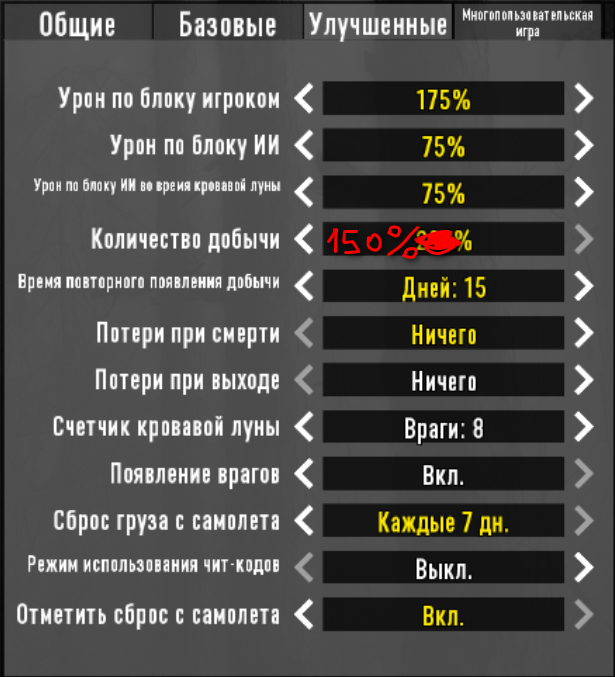 Общие Базовые Улучшенные Многопользовательская
игра
Урон по блоку игроком 175%
Урон по блоку ИИ 75%
Урон по блоку ИИ во время кровавой луны 75%
Количество добычи 150% %
Время повторного появления добычи Дней: 15
Потери при смерти Ничего
Потери при выходе Ничего
Счетчик кровавой луны Враги: 8
Появление врагов Вкл.
Сброс груза с самолета Каждые 7 дн.
Режим использования чит-кодов Выкл.
Отметить сброс с самолета Вкл.